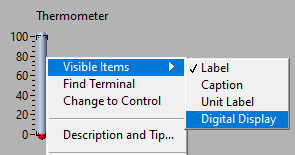 Thermometer
100
80
60
40
20
0
Visible Items
Find Terminal
Change to Control
Description and Tip...
✓ Label
Caption
Unit Label
Digital Display